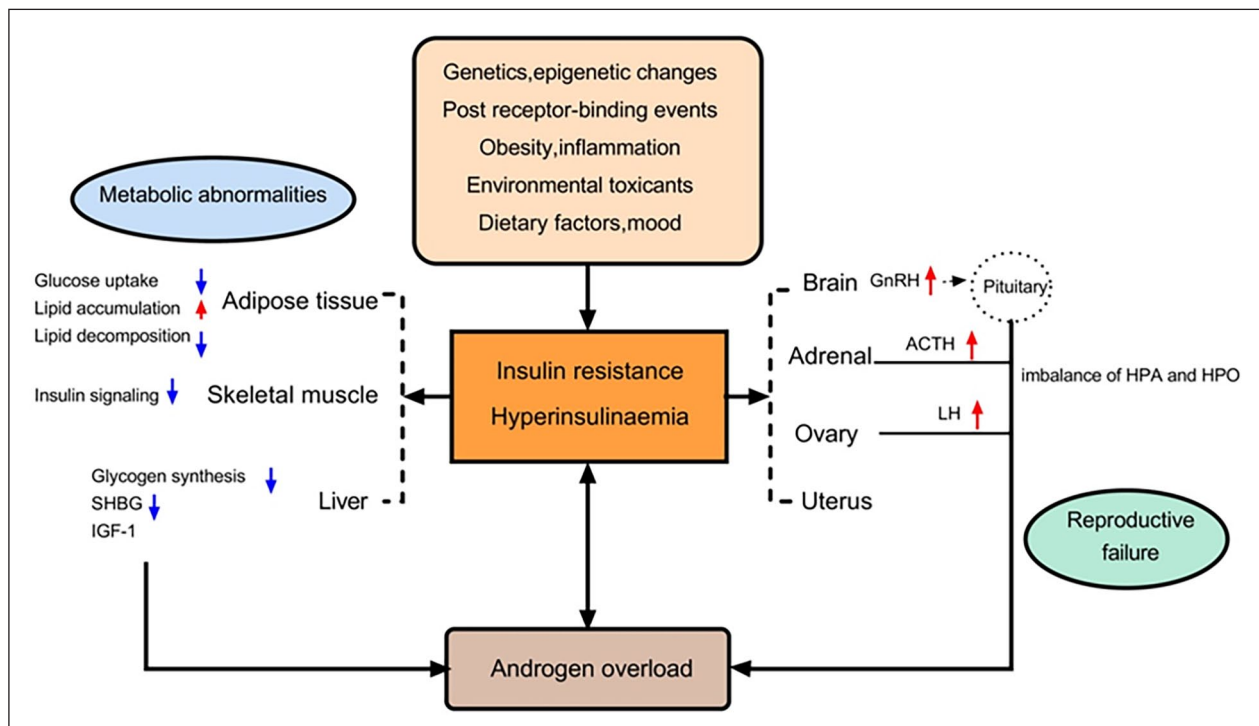 Genetics,epigenetic changes
Post receptor-binding events
Obesity,inflammation
Environmental toxicants
Dietary factors,mood
Metabolic abnormalities
Glucose uptake
Lipid accumulation
Lipid decomposition
Adipose tissue
Insulin signaling
Skeletal muscle
Glycogen synthesis
SHBG
IGF-1
Liver
Insulin resistance
Hyperinsulinaemia
Brain
GnRH
Pituitary
Adrenal
ACTH
imbalance of HPA and HPO
Ovary
LH
Uterus
Reproductive
failure
Androgen overload